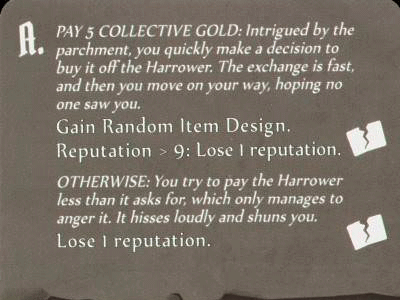 A. PAY 5 COLLECTIVE GOLD: Intrigued by the
parchment, you quickly make a decision to
buy it off the Harrower. The exchange is fast,
and then you move on your way, hoping no
one saw you.
Gain Random Item Design.
Reputation > 9: Lose 1 reputation.
OTHERWISE: You try to pay the Harrower
less than it asks for, which only manages to
anger it. It hisses loudly and shuns you.
Lose 1 reputation.